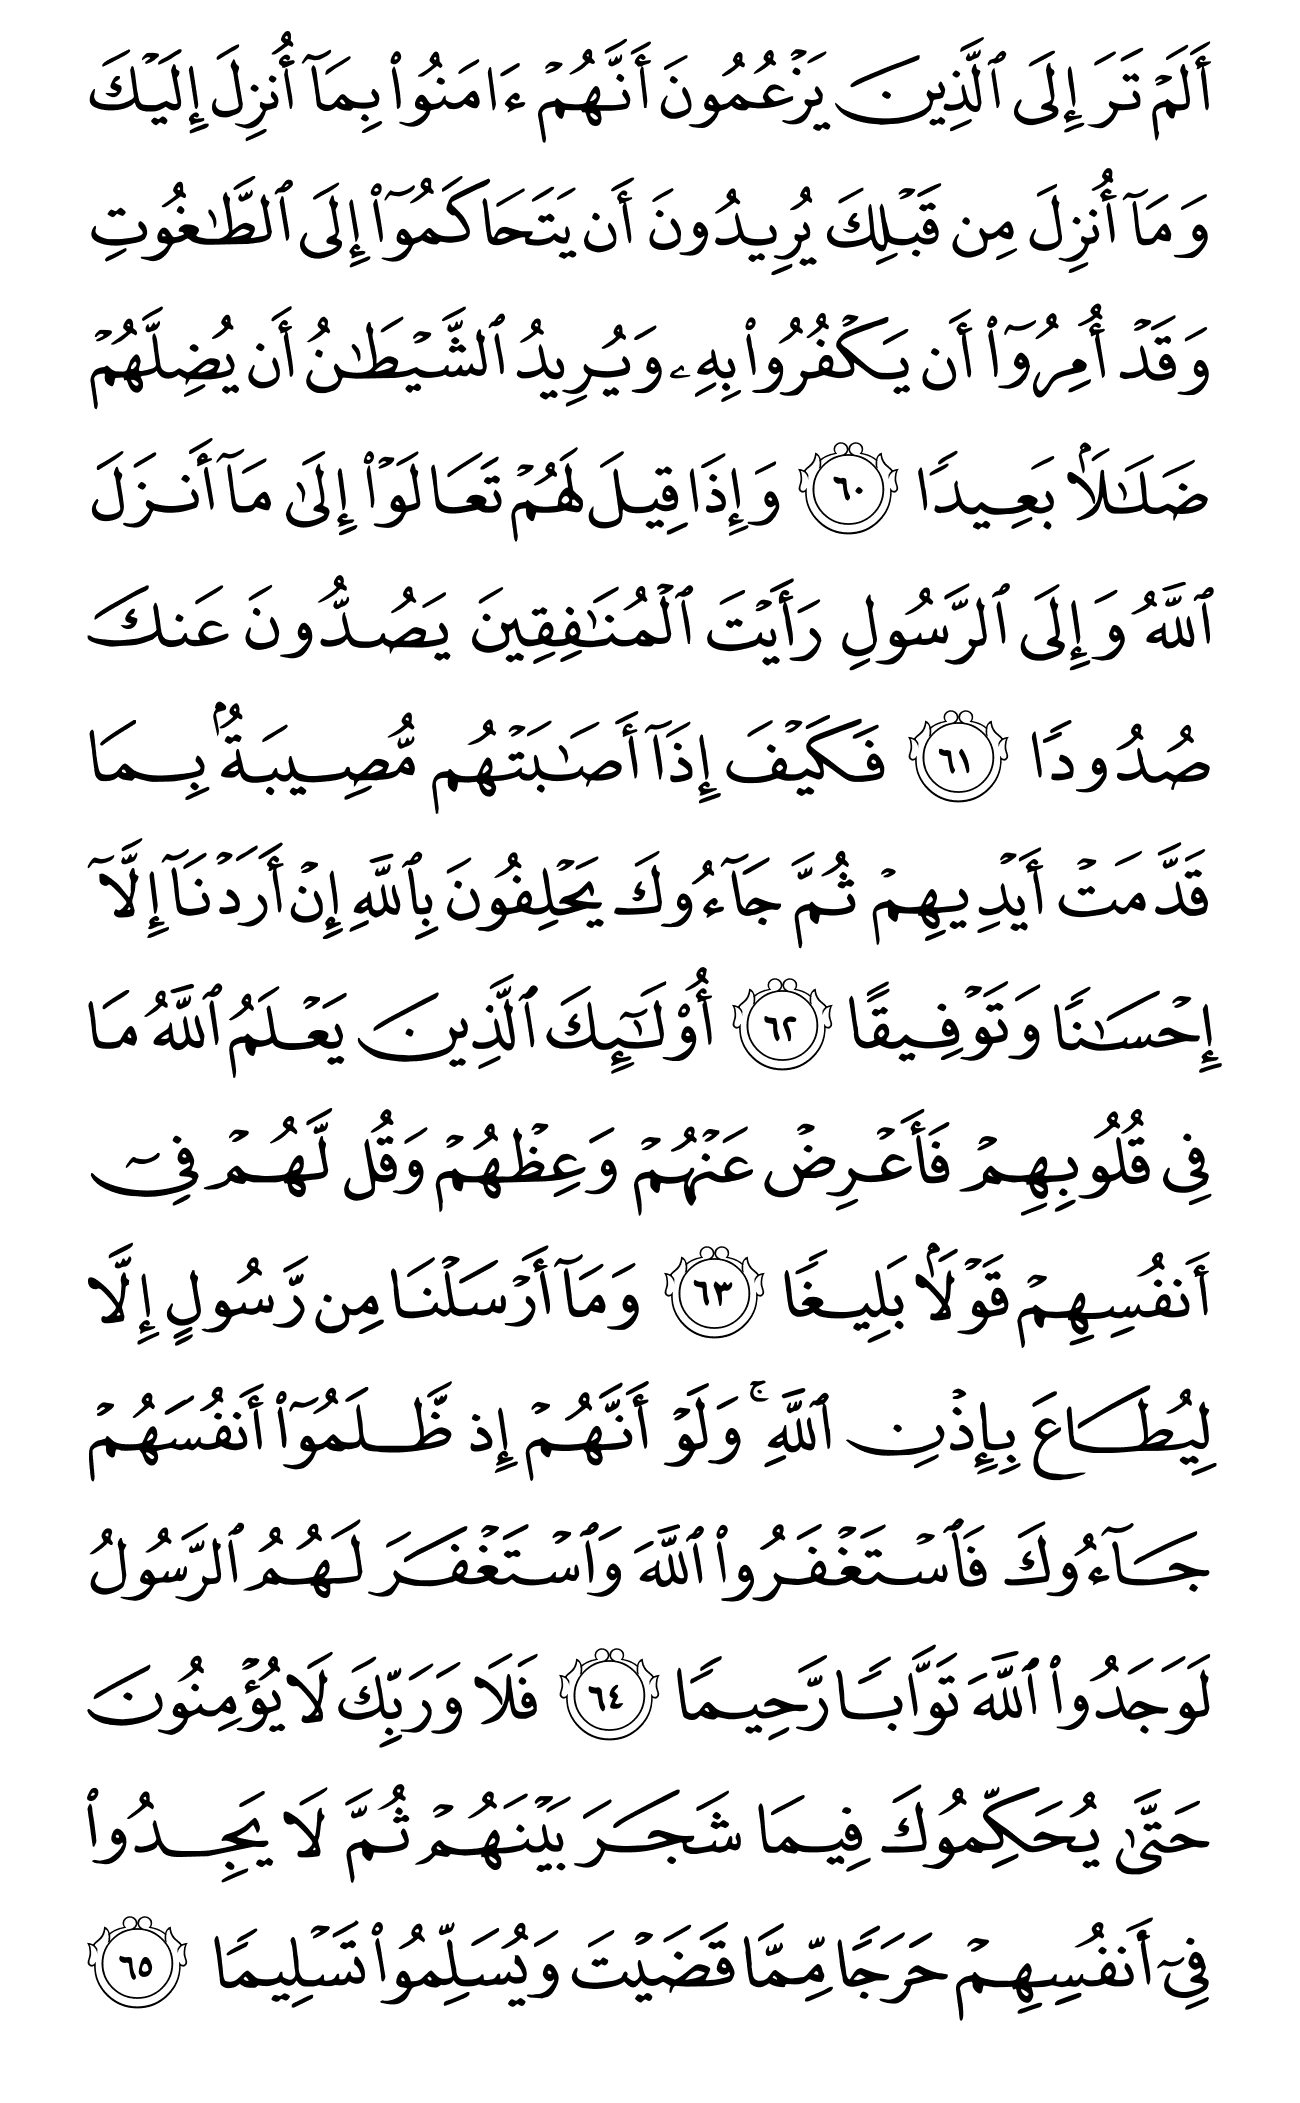 أَلَمۡ تَرَ إِلَى ٱلَّذِينَ يَزۡعُمُونَ أَنَّهُمۡ ءَامَنُواْ بِمَآ أُنزِلَ إِلَيۡكَ
وَمَآ أُنزِلَ مِن قَبۡلِكَ يُرِيدُونَ أَن يَتَحَاكَمُوٓاْ إِلَى ٱلطَّٰغُوتِ
وَقَدۡ أُمِرُوٓاْ أَن يَكۡفُرُواْ بِهِۦ وَيُرِيدُ ٱلشَّيۡطَٰنُ أَن يُضِلَّهُمۡ
ضَلَٰلَۢا بَعِيدٗا ٦٠ وَإِذَا قِيلَ لَهُمۡ تَعَالَوۡاْ إِلَىٰ مَآ أَنزَلَ
ٱللَّهُ وَإِلَى ٱلرَّسُولِ رَأَيۡتَ ٱلۡمُنَٰفِقِينَ يَصُدُّونَ عَنكَ
صُدُودٗا ٦١ فَكَيۡفَ إِذَآ أَصَٰبَتۡهُم مُّصِيبَةُۢ بِمَا
قَدَّمَتۡ أَيۡدِيهِمۡ ثُمَّ جَآءُوكَ يَحۡلِفُونَ بِٱللَّهِ إِنۡ أَرَدۡنَآ إِلَّآ
إِحۡسَٰنٗا وَتَوۡفِيقًا ٦٢ أُوْلَٰٓئِكَ ٱلَّذِينَ يَعۡلَمُ ٱللَّهُ مَا
فِي قُلُوبِهِمۡ فَأَعۡرِضۡ عَنۡهُمۡ وَعِظۡهُمۡ وَقُل لَّهُمۡ فِيٓ
أَنفُسِهِمۡ قَوۡلَۢا بَلِيغٗا ٦٣ وَمَآ أَرۡسَلۡنَا مِن رَّسُولٍ إِلَّا
لِيُطَاعَ بِإِذۡنِ ٱللَّهِۚ وَلَوۡ أَنَّهُمۡ إِذ ظَّلَمُوٓاْ أَنفُسَهُمۡ
جَآءُوكَ فَٱسۡتَغۡفَرُواْ ٱللَّهَ وَٱسۡتَغۡفَرَ لَهُمُ ٱلرَّسُولُ
لَوَجَدُواْ ٱللَّهَ تَوَّابٗا رَّحِيمٗا ٦٤ فَلَا وَرَبِّكَ لَا يُؤۡمِنُونَ
حَتَّىٰ يُحَكِّمُوكَ فِيمَا شَجَرَ بَيۡنَهُمۡ ثُمَّ لَا يَجِدُواْ
فِيٓ أَنفُسِهِمۡ حَرَجٗا مِّمَّا قَضَيۡتَ وَيُسَلِّمُواْ تَسۡلِيمٗا ٦٥